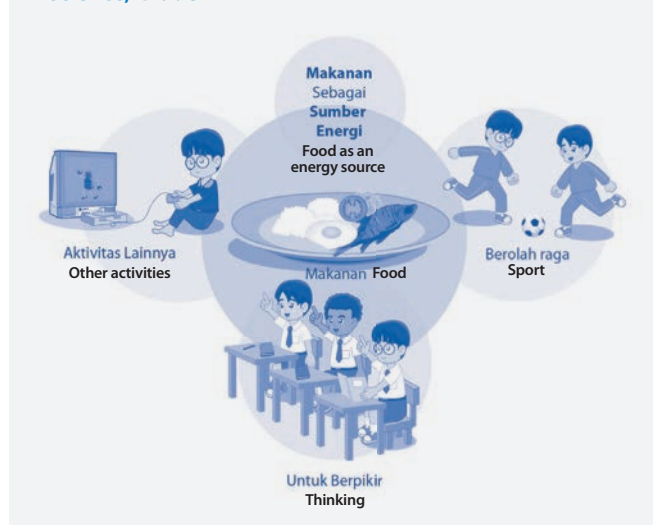 Makanan
Sebagai
Sumber
Energi
Food as an
energy source
Aktivitas Lainnya
Other activities
Makanan Food
Berolah raga
Sport
Untuk Berpikir
Thinking